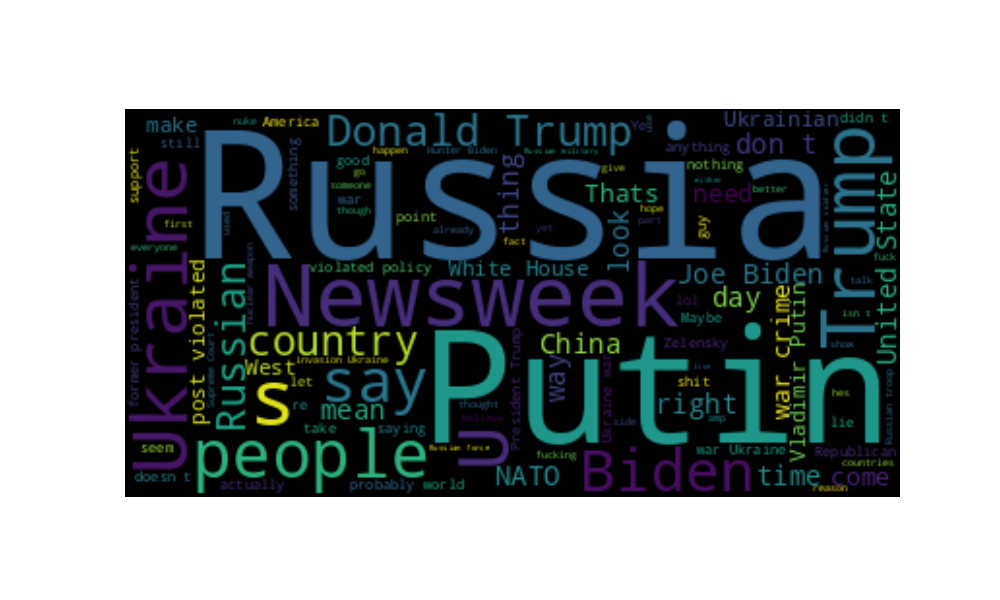 make
nuke
America
Donald Trump
Yes
use
Ukrainian
didn t
still
support
Ukraine
Russia
something
good
happen
Hunter Biden
Russian military
anything
don t
Trump
go
someone
war
though
thing
give
Thats
nothing
either
need
better
point
already
yet
fact
look
hope
part
guy
Russian soldier
United State
first
used
everyone
fuck
violated policy
White House
Joe Biden
talk
former president
post violated
Russian
nuclear weapon
Newsweek
lol
Maybe
day
war crime
Vladimir Putin
isn t
supreme court
country
invasion Ukraine
West
let
s
re
say
mean
take
saying
Putin
President Trump
China
way
Ukraine war
Zelensky
show
live
shit
right
amp
side
hes
lie
Russian troop
thought
believe
U
seem
people
Russian force
fucking
war Ukraine
Republican
countries
doesn t
actually
probably
world
NATO
Biden
time
come
reason